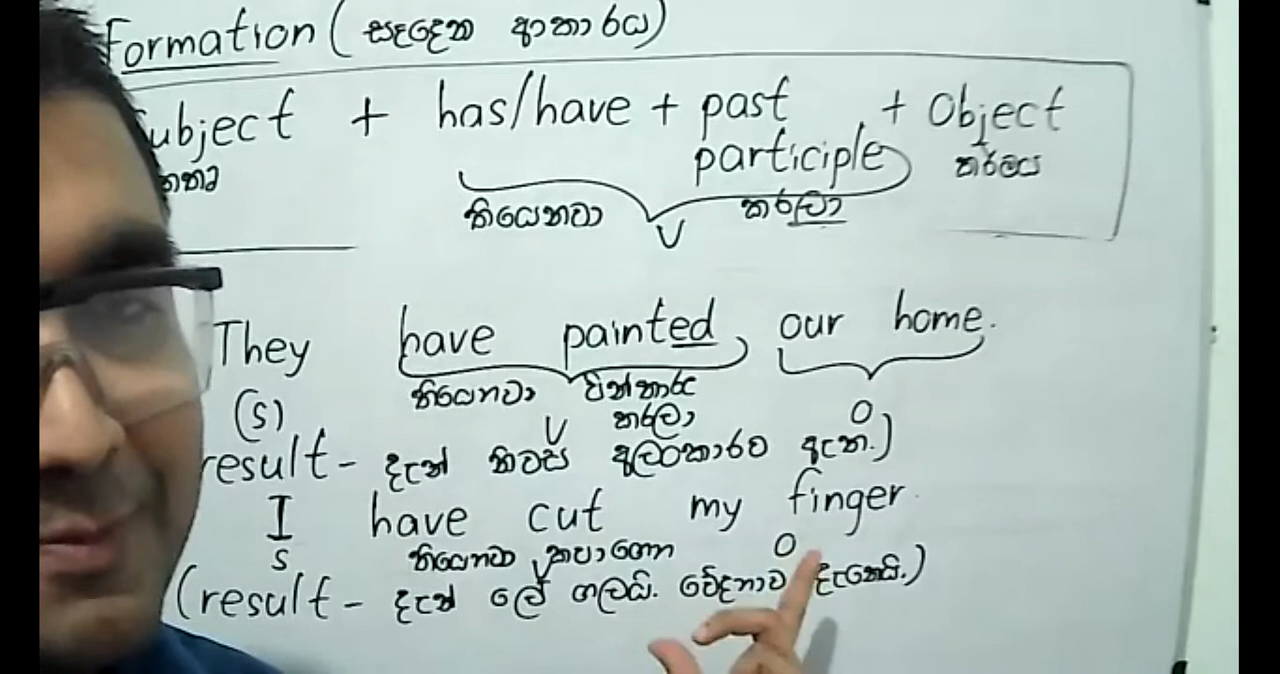 Formation ( සෑදෙන ආකාරය )
ubject + has/have + past + Object
participle කර්මය
තියෙනවා කරලා
V
They have painted our home.
තියෙනවා
(S) V කරලා O
result - දැන් නිවස අලංකාරව ඇත.)
I have cut my finger.
S තියෙනවා V කපාගෙන O
(result - දැන් ලේ ගලයි. වේදනාව දැනෙයි.)